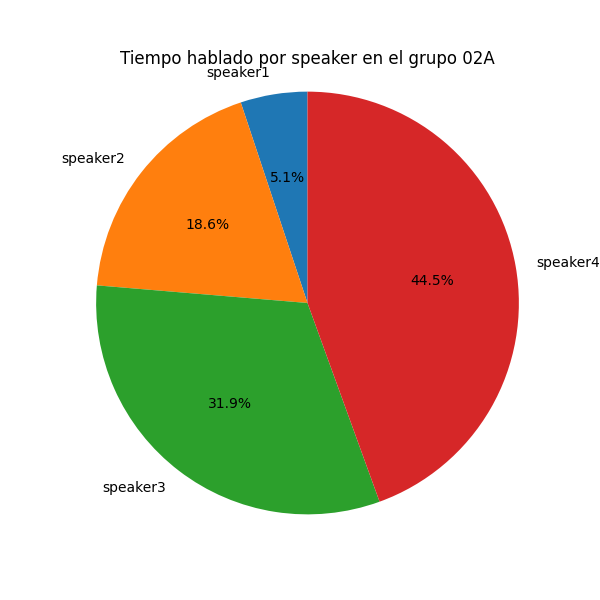 Tiempo hablado por speaker en el grupo 02A
speaker1
5.1%
speaker2
18.6%
speaker4
44.5%
31.9%
speaker3